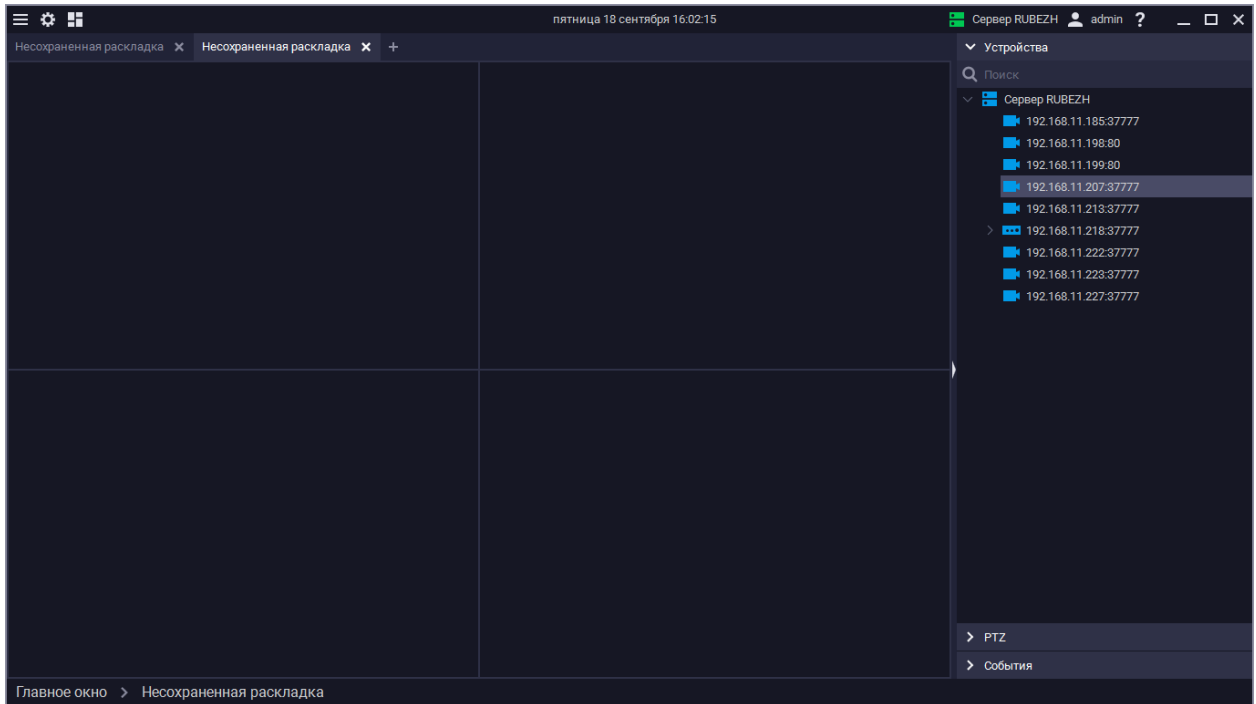 пятница 18 сентября 16:02:15
Сервер RUBEZH admin ?
Несохраненная раскладка Несохраненная раскладка +
Устройства
Поиск
Сервер RUBEZH
192.168.11.185:37777
192.168.11.198:80
192.168.11.199:80
192.168.11.207:37777
192.168.11.213:37777
192.168.11.218:37777
192.168.11.222:37777
192.168.11.223:37777
192.168.11.227:37777
PTZ
События
Главное окно > Несохраненная раскладка